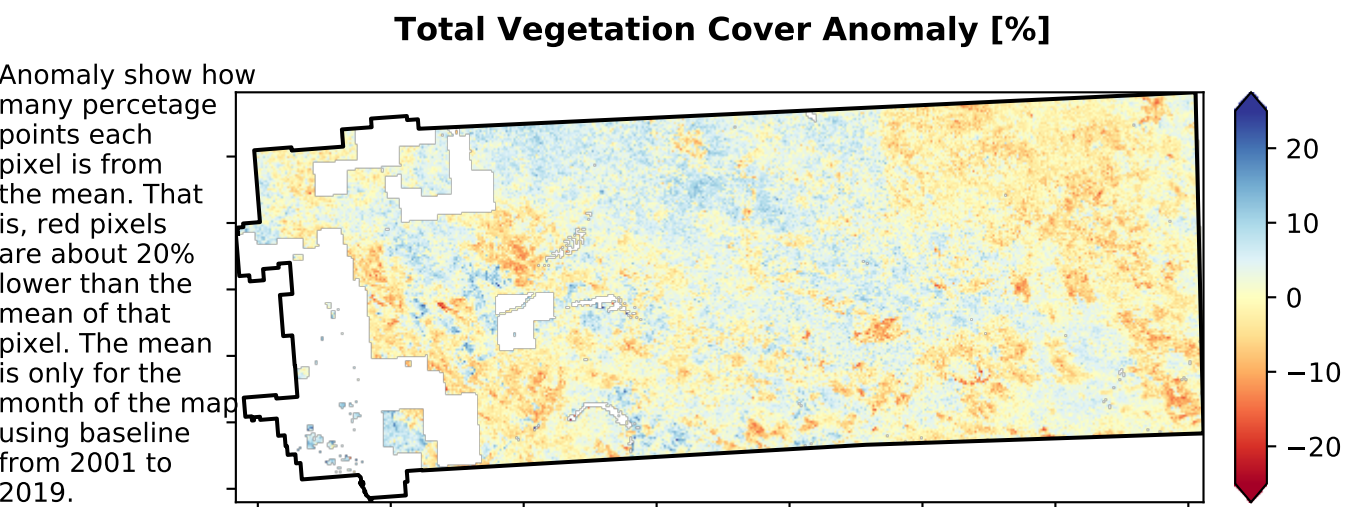 Total Vegetation Cover Anomaly [%]
Anomaly show how
many percetage
points each
pixel is from
the mean. That
is, red pixels
are about 20%
lower than the
mean of that
pixel. The mean
is only for the
month of the map
using baseline
from 2001 to
2019.
20
10
0
−10
−20